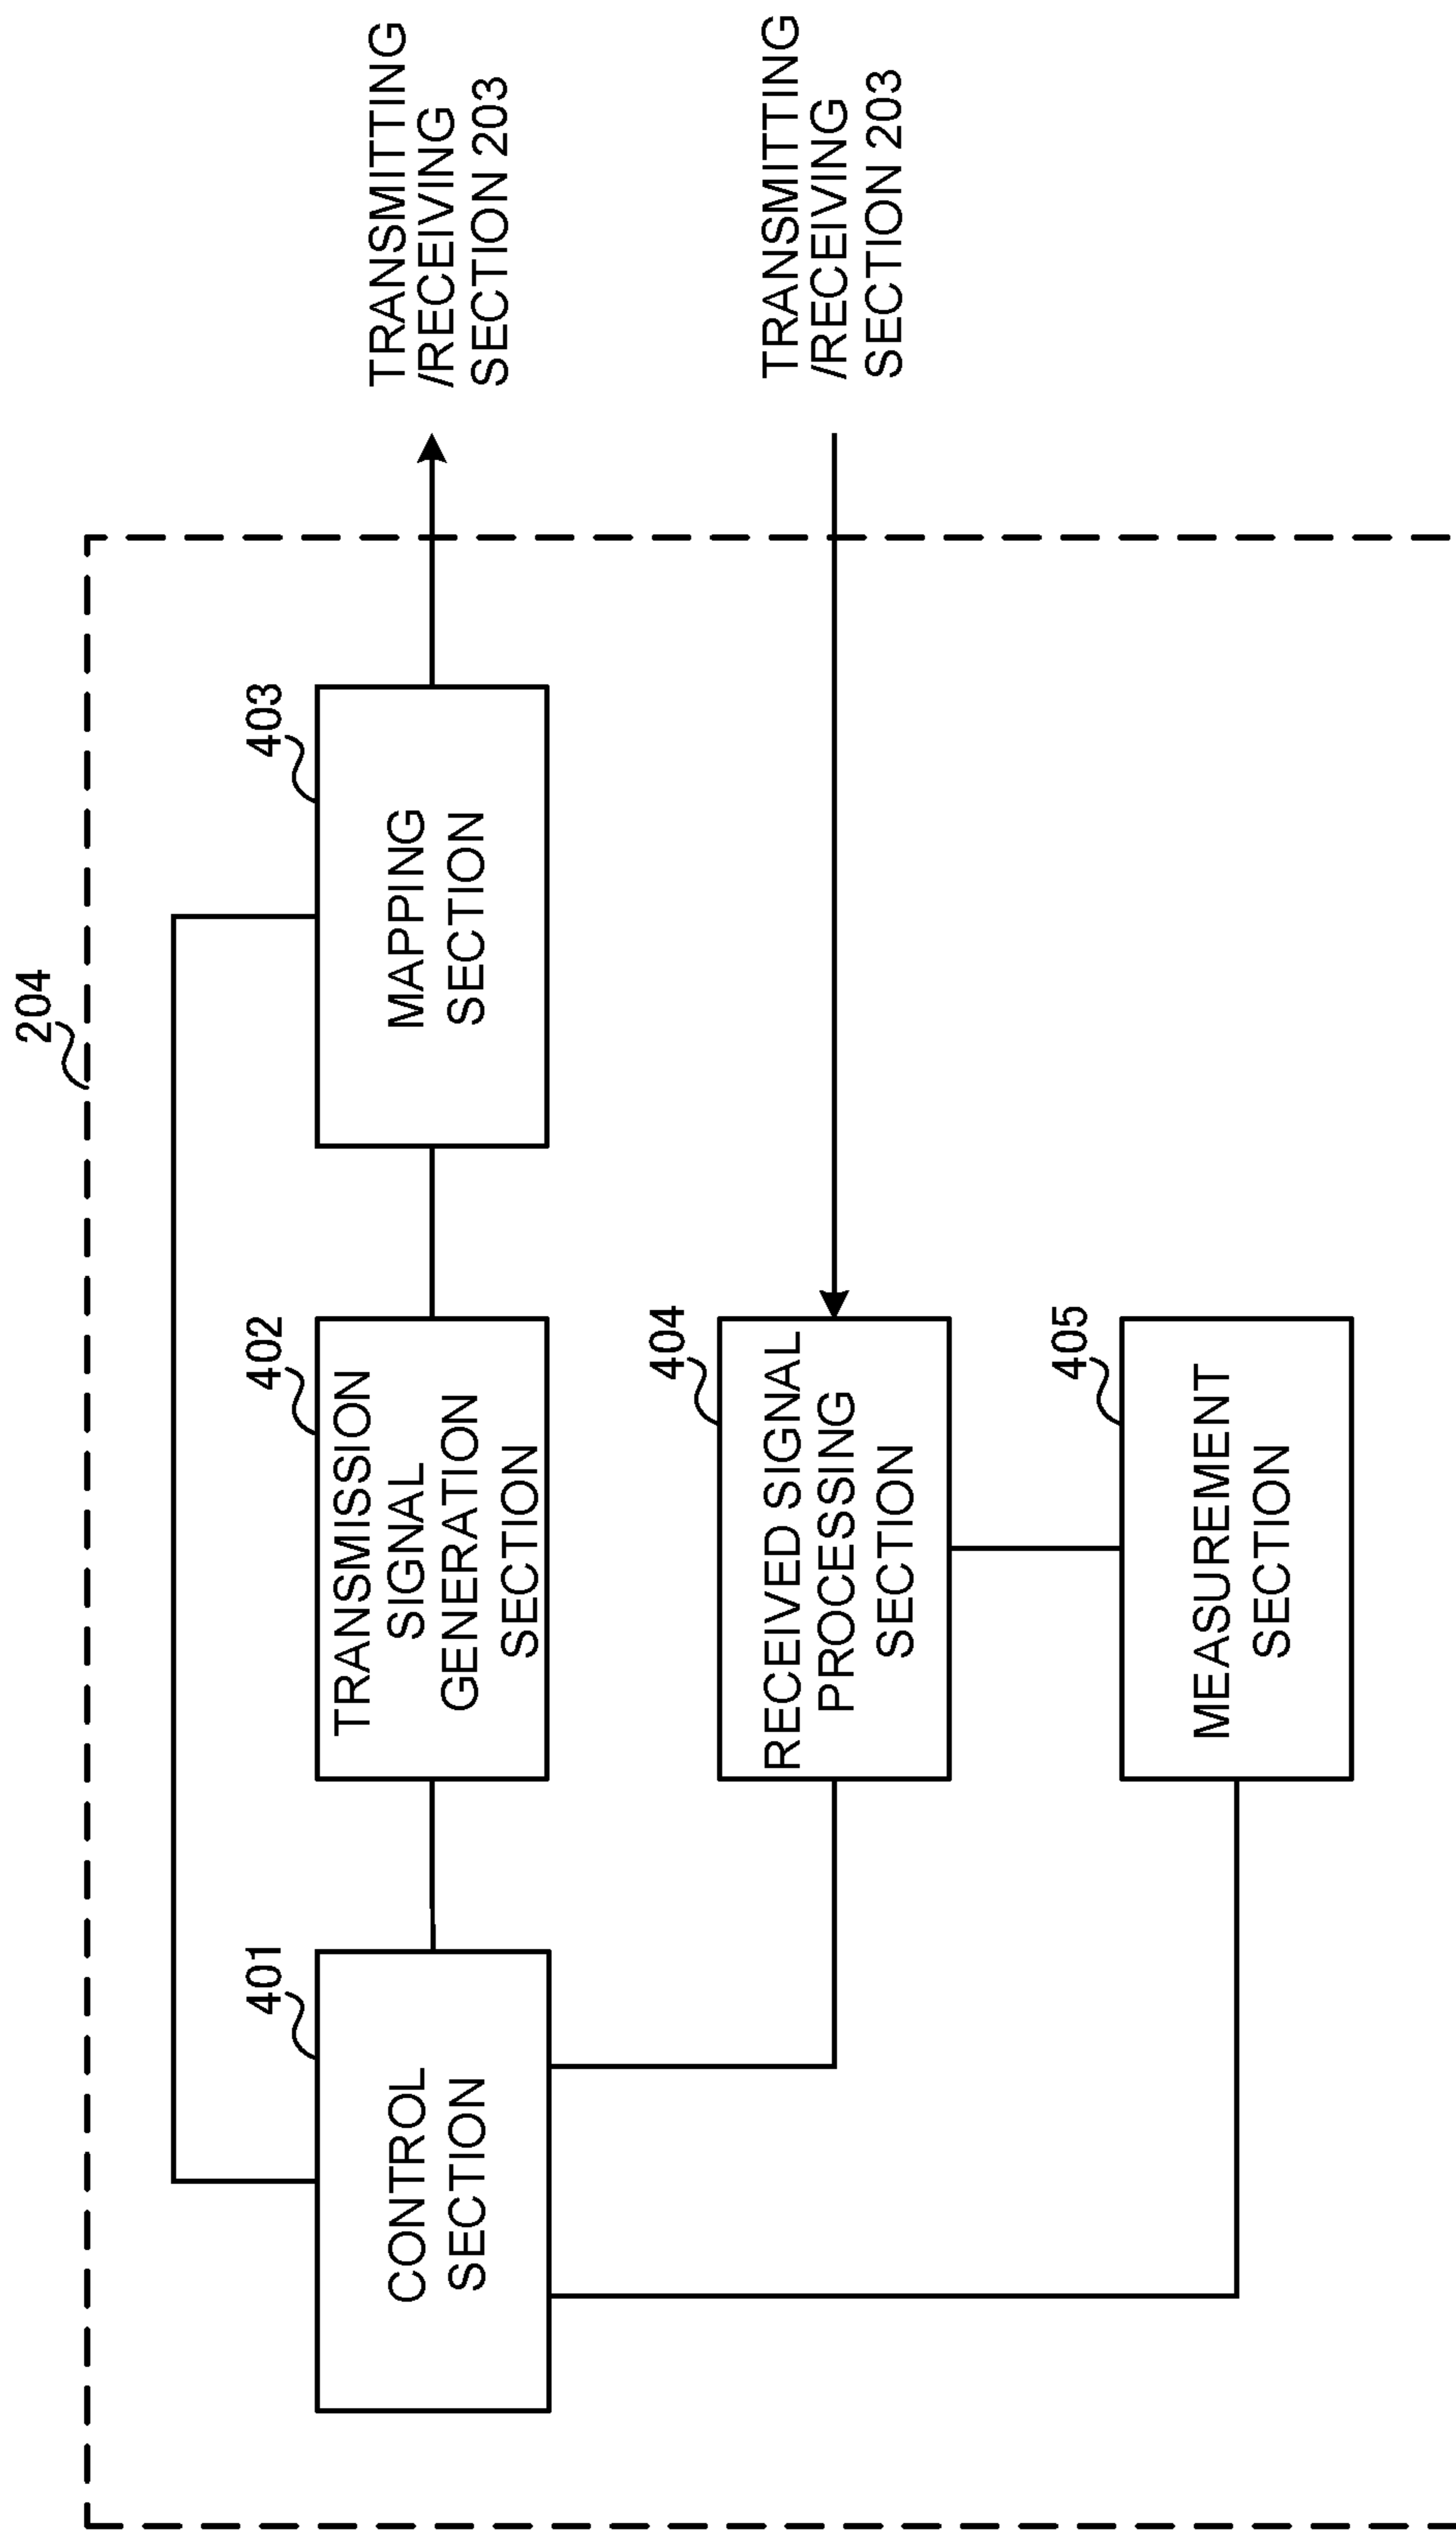 204
401
CONTROL
SECTION
402
TRANSMISSION
SIGNAL
GENERATION
SECTION
403
MAPPING
SECTION
TRANSMITTING
/RECEIVING
SECTION 203
404
RECEIVED SIGNAL
PROCESSING
SECTION
TRANSMITTING
/RECEIVING
SECTION 203
405
MEASUREMENT
SECTION